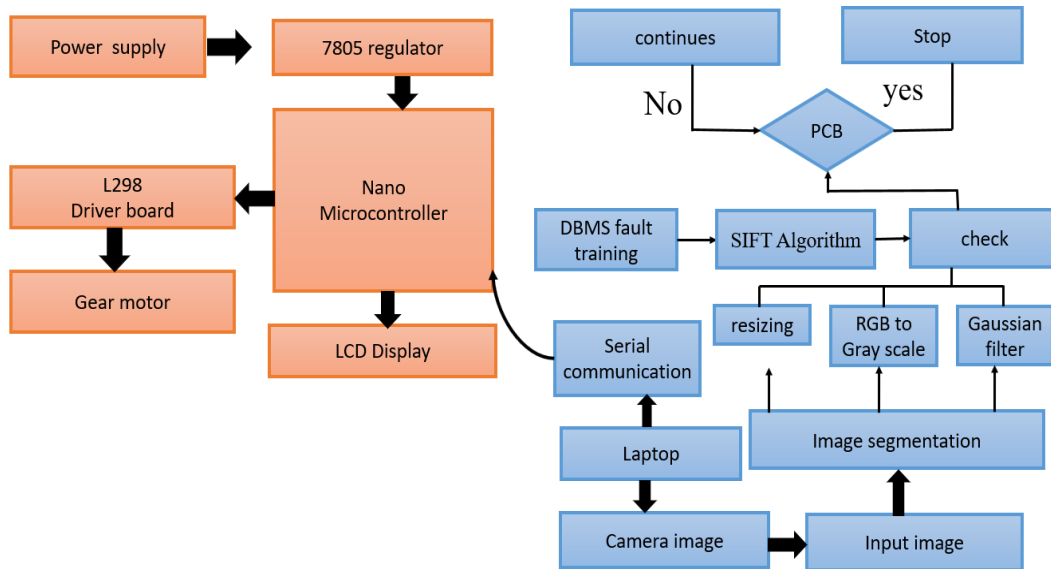 Power supply
7805 regulator
continues
Stop
No
yes
PCB
L298
Driver board
Nano
Microcontroller
DBMS fault
training
SIFT Algorithm
check
Gear motor
resizing
RGB to
Gray scale
Gaussian
filter
LCD Display
Serial
communication
Image segmentation
Laptop
Camera image
Input image